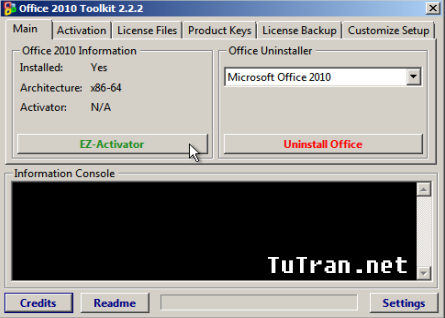 Office 2010 Toolkit 2.2.2
Main Activation License Files Product Keys License Backup Customize Setup
Office 2010 Information
Installed: Yes
Architecture: x86-64
Activator: N/A
EZ-Activator
Office Uninstaller
Microsoft Office 2010
Uninstall Office
Information Console
TuTran.net
Credits Readme Settings